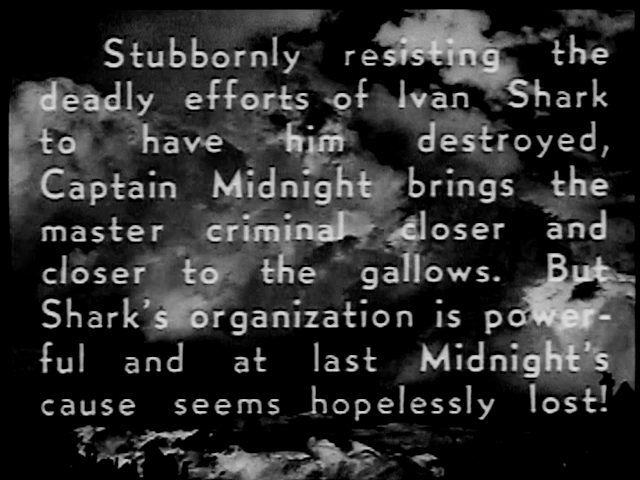 Stubbornly resisting the
deadly efforts of Ivan Shark
to have him destroyed,
Captain Midnight brings the
master criminal closer and
closer to the gallows. But
Shark's organization is power-
ful and at last Midnight's
cause seems hopelessly lost!